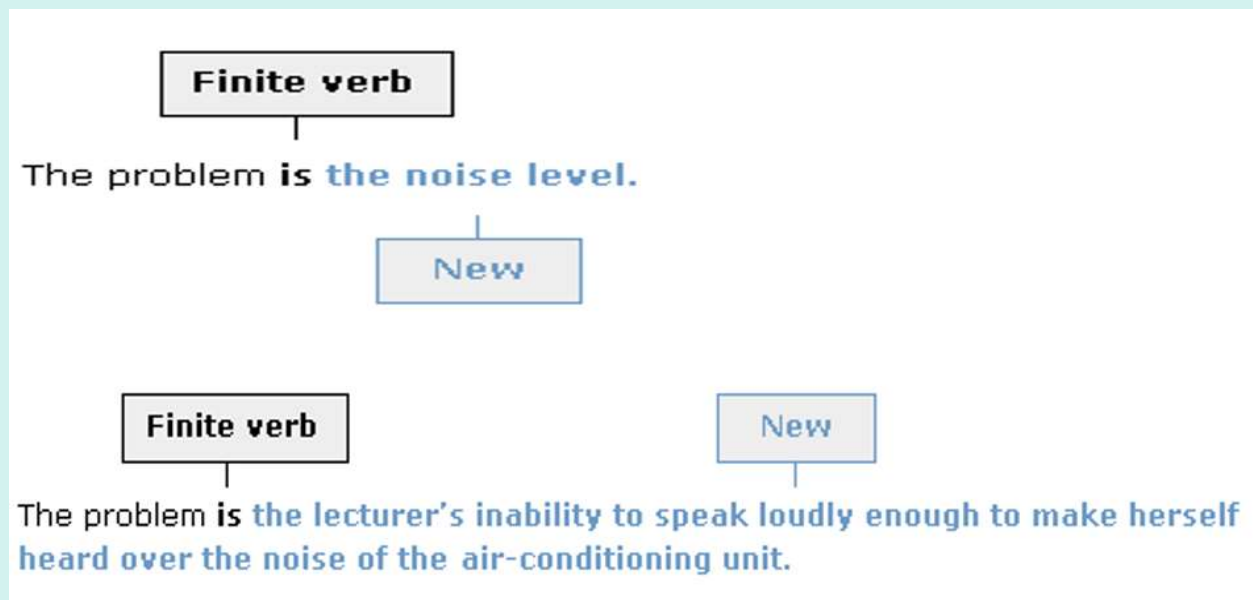 Finite verb
The problem is the noise level.
New
Finite verb
New
The problem is the lecturer's inability to speak loudly enough to make herself
heard over the noise of the air-conditioning unit.